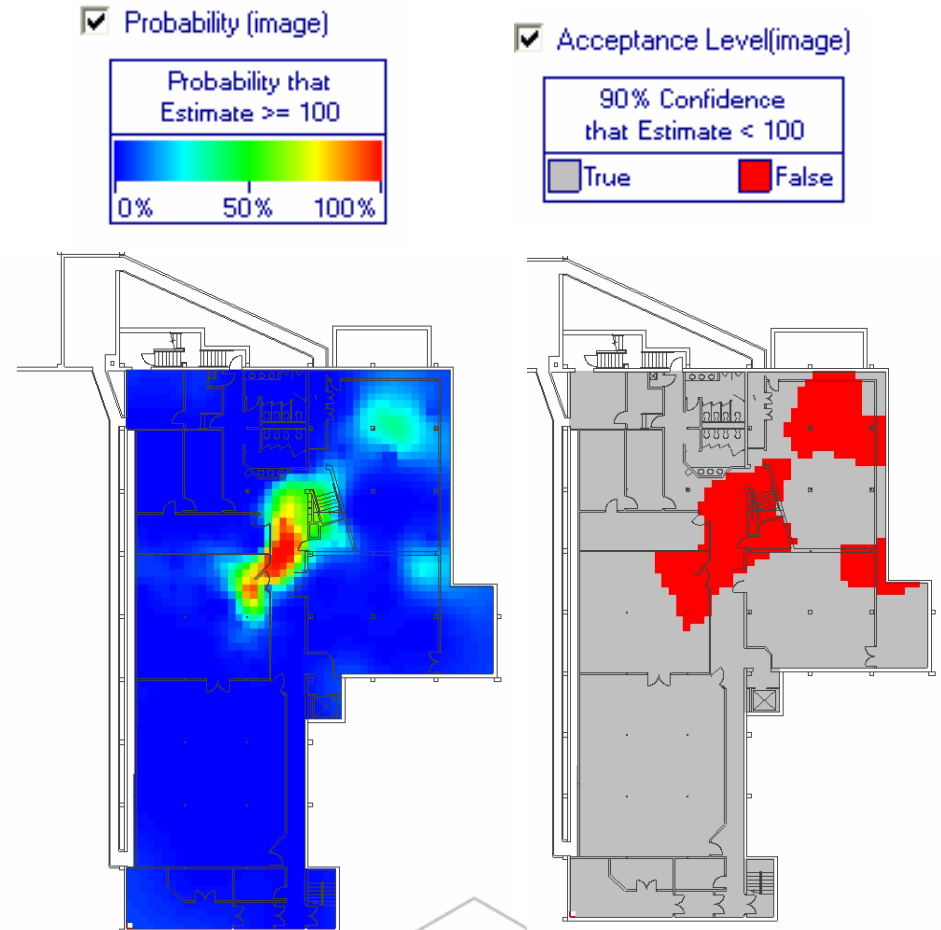 Probability (image)
Probability that
Estimate >= 100
0% 50% 100%
Acceptance Level(image)
90% Confidence
that Estimate < 100
True False